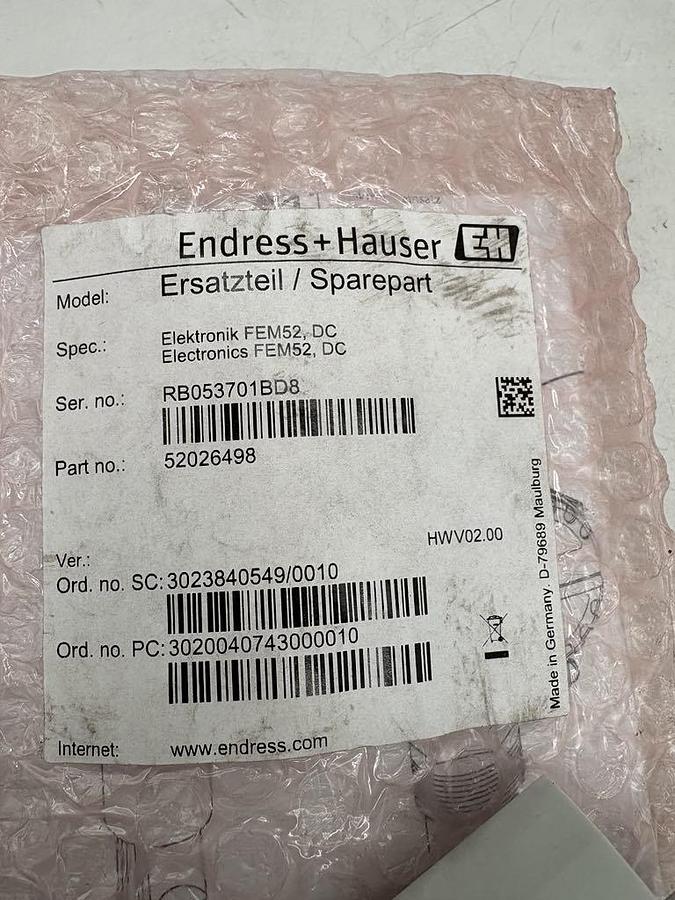 Endress+Hauser EH
Model: Ersatzteil / Sparepart
Spec.: Elektronik FEM52, DC
Electronics FEM52, DC
Ser. no.: RB053701BD8
Part no.: 52026498
HWV02.00
Ver.:
Ord. no. SC: 3023840549/0010
Ord. no. PC: 3020040743000010
Internet: www.endress.com
Made in Germany. D-79689 Maulburg